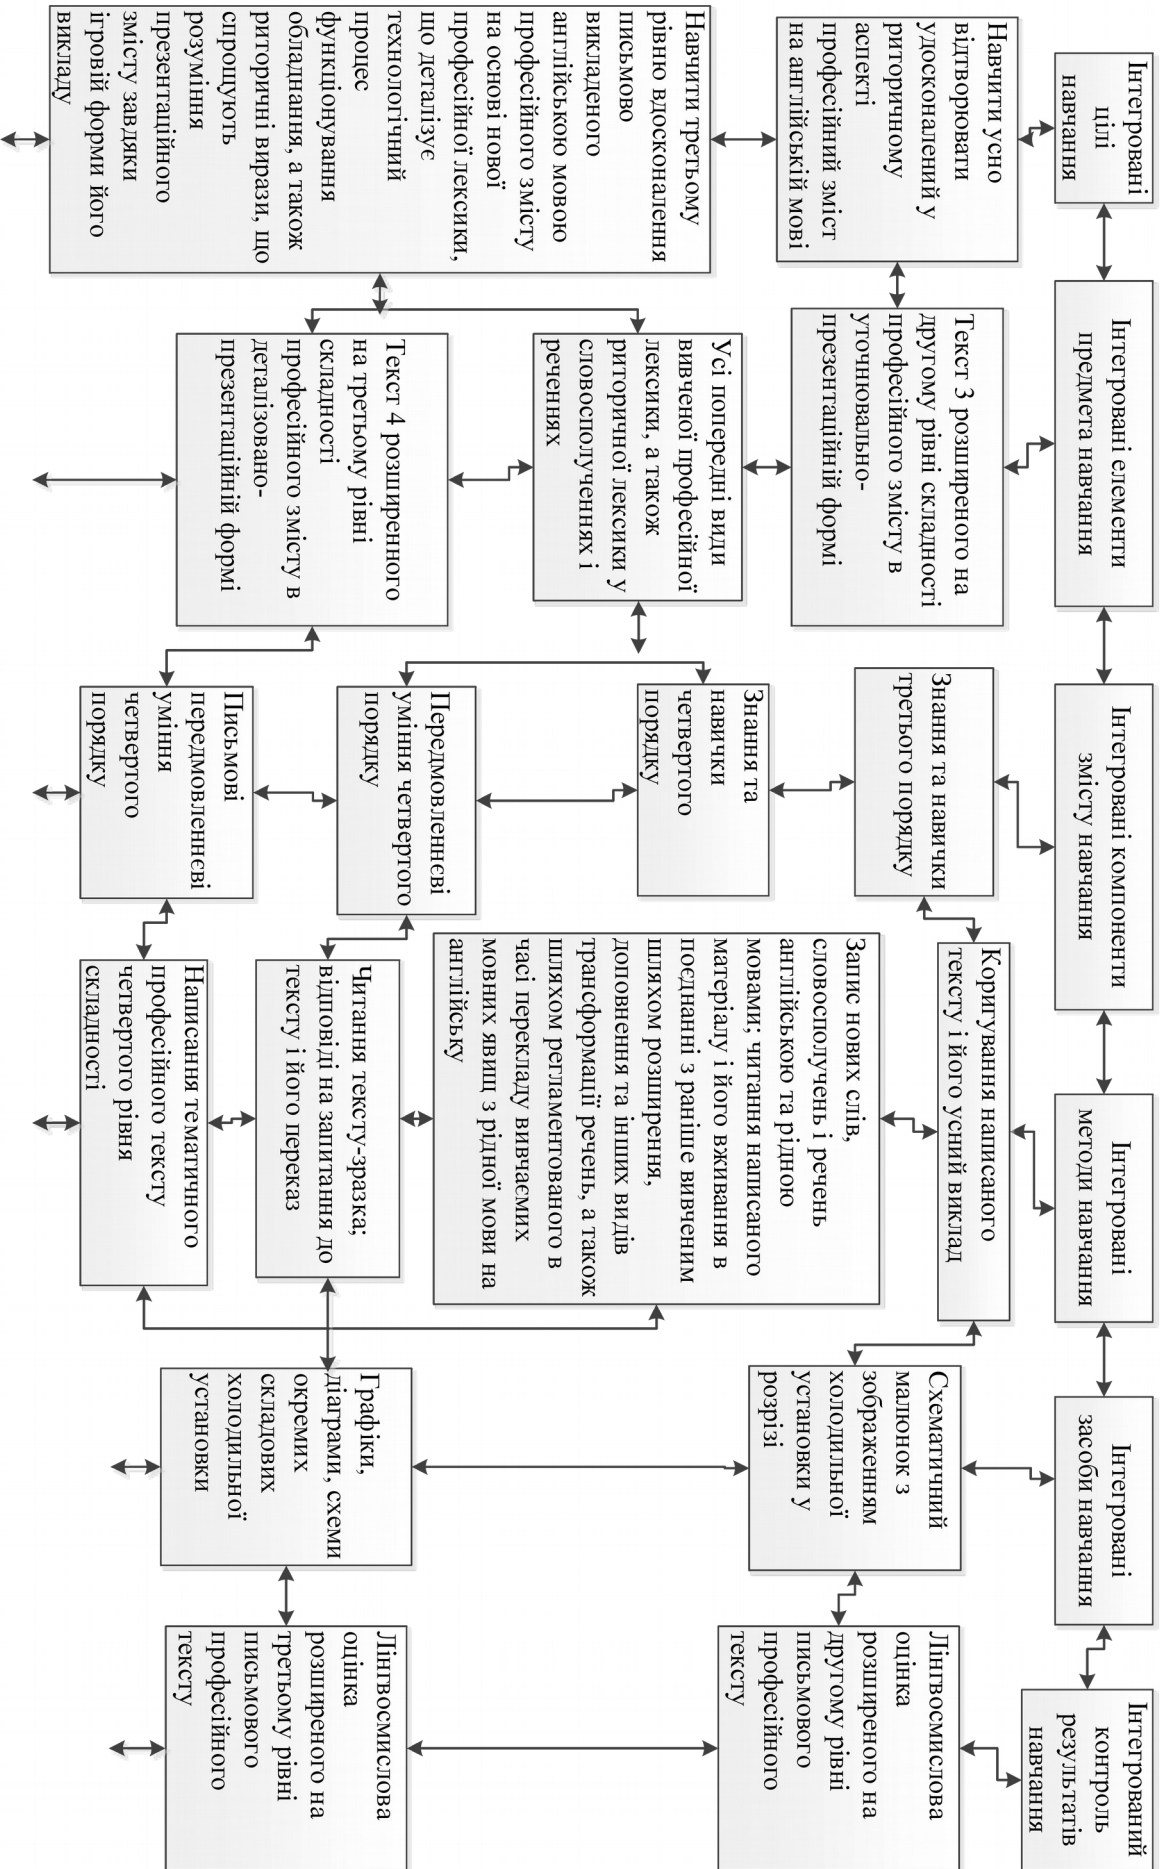 Інтегровані
цілі
навчання
Інтегровані елементи
предмета навчання
Інтегровані компоненти
змісту навчання
Інтегровані
методи навчання
Інтегровані
засоби навчання
Інтегрований
контроль
результатів
навчання
Навчити усно
відтворювати
удосконалений у
риторичному
аспекті
професійний зміст
на англійській мові
Текст 3 розширеного на
другому рівні складності
професійного змісту в
уточнювально-
презентаційній формі
Знання та навички
третього порядку
Коригування написаного
тексту і його усний виклад
Схематичний
малюнок з
зображенням
холодильної
установки у
розрізі
Лінгвосмислова
оцінка
розширеного на
другому рівні
письмового
професійного
тексту
Навчити третьому
рівню вдосконалення
письмово
викладеного
англійською мовою
професійного змісту
на основі нової
професійної лексики,
що деталізує
технологічний
процес
функціонування
обладнання, а також
риторичні вирази, що
спрощують
розуміння
презентаційного
змісту завдяки
ігровій форми його
викладу
Усі попередні види
вивченої професійної
лексики, а також
риторичної лексики у
словосполученнях і
реченнях
Текст 4 розширенного
на третьому рівні
складності
професійного змісту в
деталізовано-
презентаційній формі
Знання та
навички
четвертого
порядку
Передмовленнєві
уміння четвертого
порядку
Письмові
передмовленнєві
уміння
четвертого
порядку
Запис нових слів,
словосполучень і речень
англійською та рідною
мовами; читання написаного
матеріалу і його вживання в
поєднанні з раніше вивченим
шляхом розширення,
доповнення та інших видів
трансформації речень, а також
шляхом регламентованого в
часі перекладу вивчаємих
мовних явищ з рідної мови на
англійську
Читання тексту-зразка;
відповіді на запитання до
тексту і його переказ
Написання тематичного
професійного тексту
четвертого рівня
складності
Графіки,
діаграми, схеми
окремих
складових
холодильної
установки
Лінгвосмислова
оцінка
розширеного на
третьому рівні
письмового
професійного
тексту